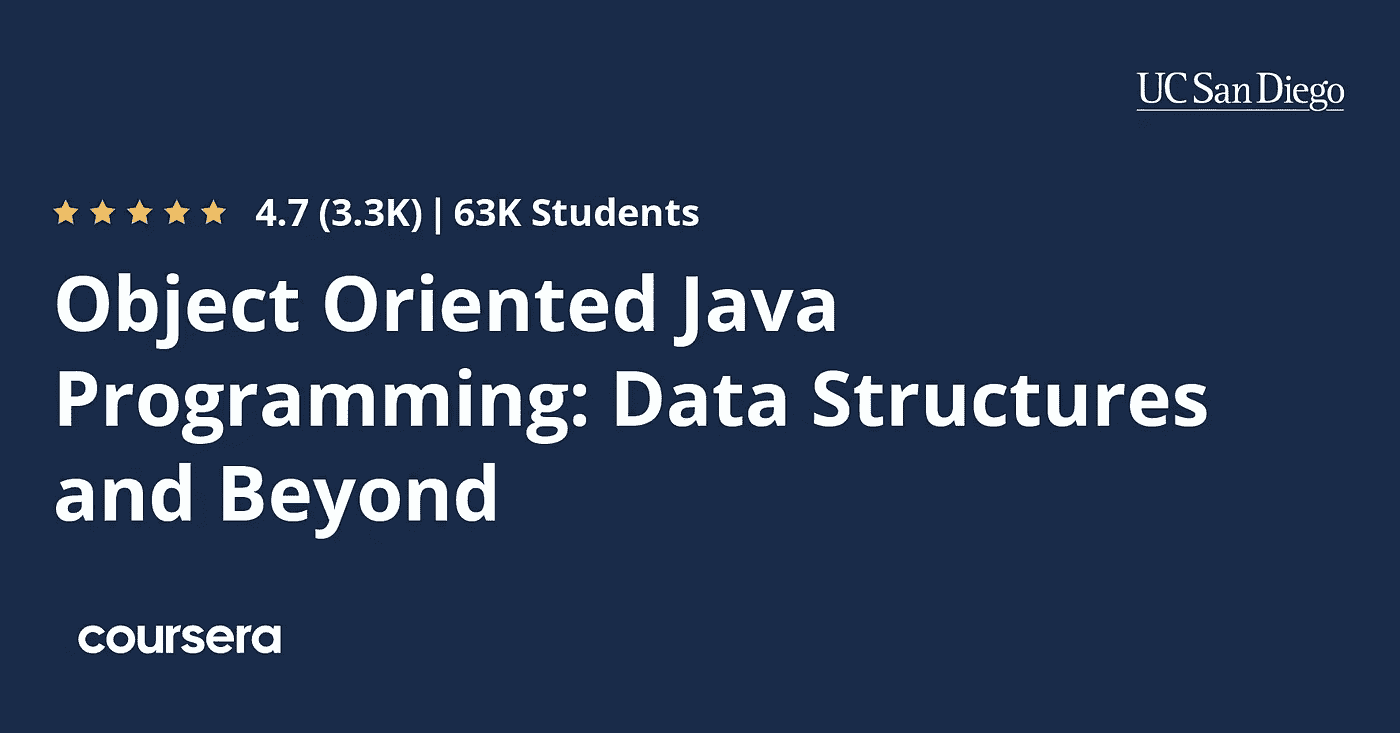 UC San Diego
4.7 (3.3K) | 63K Students
Object Oriented Java
Programming: Data Structures
and Beyond
coursera